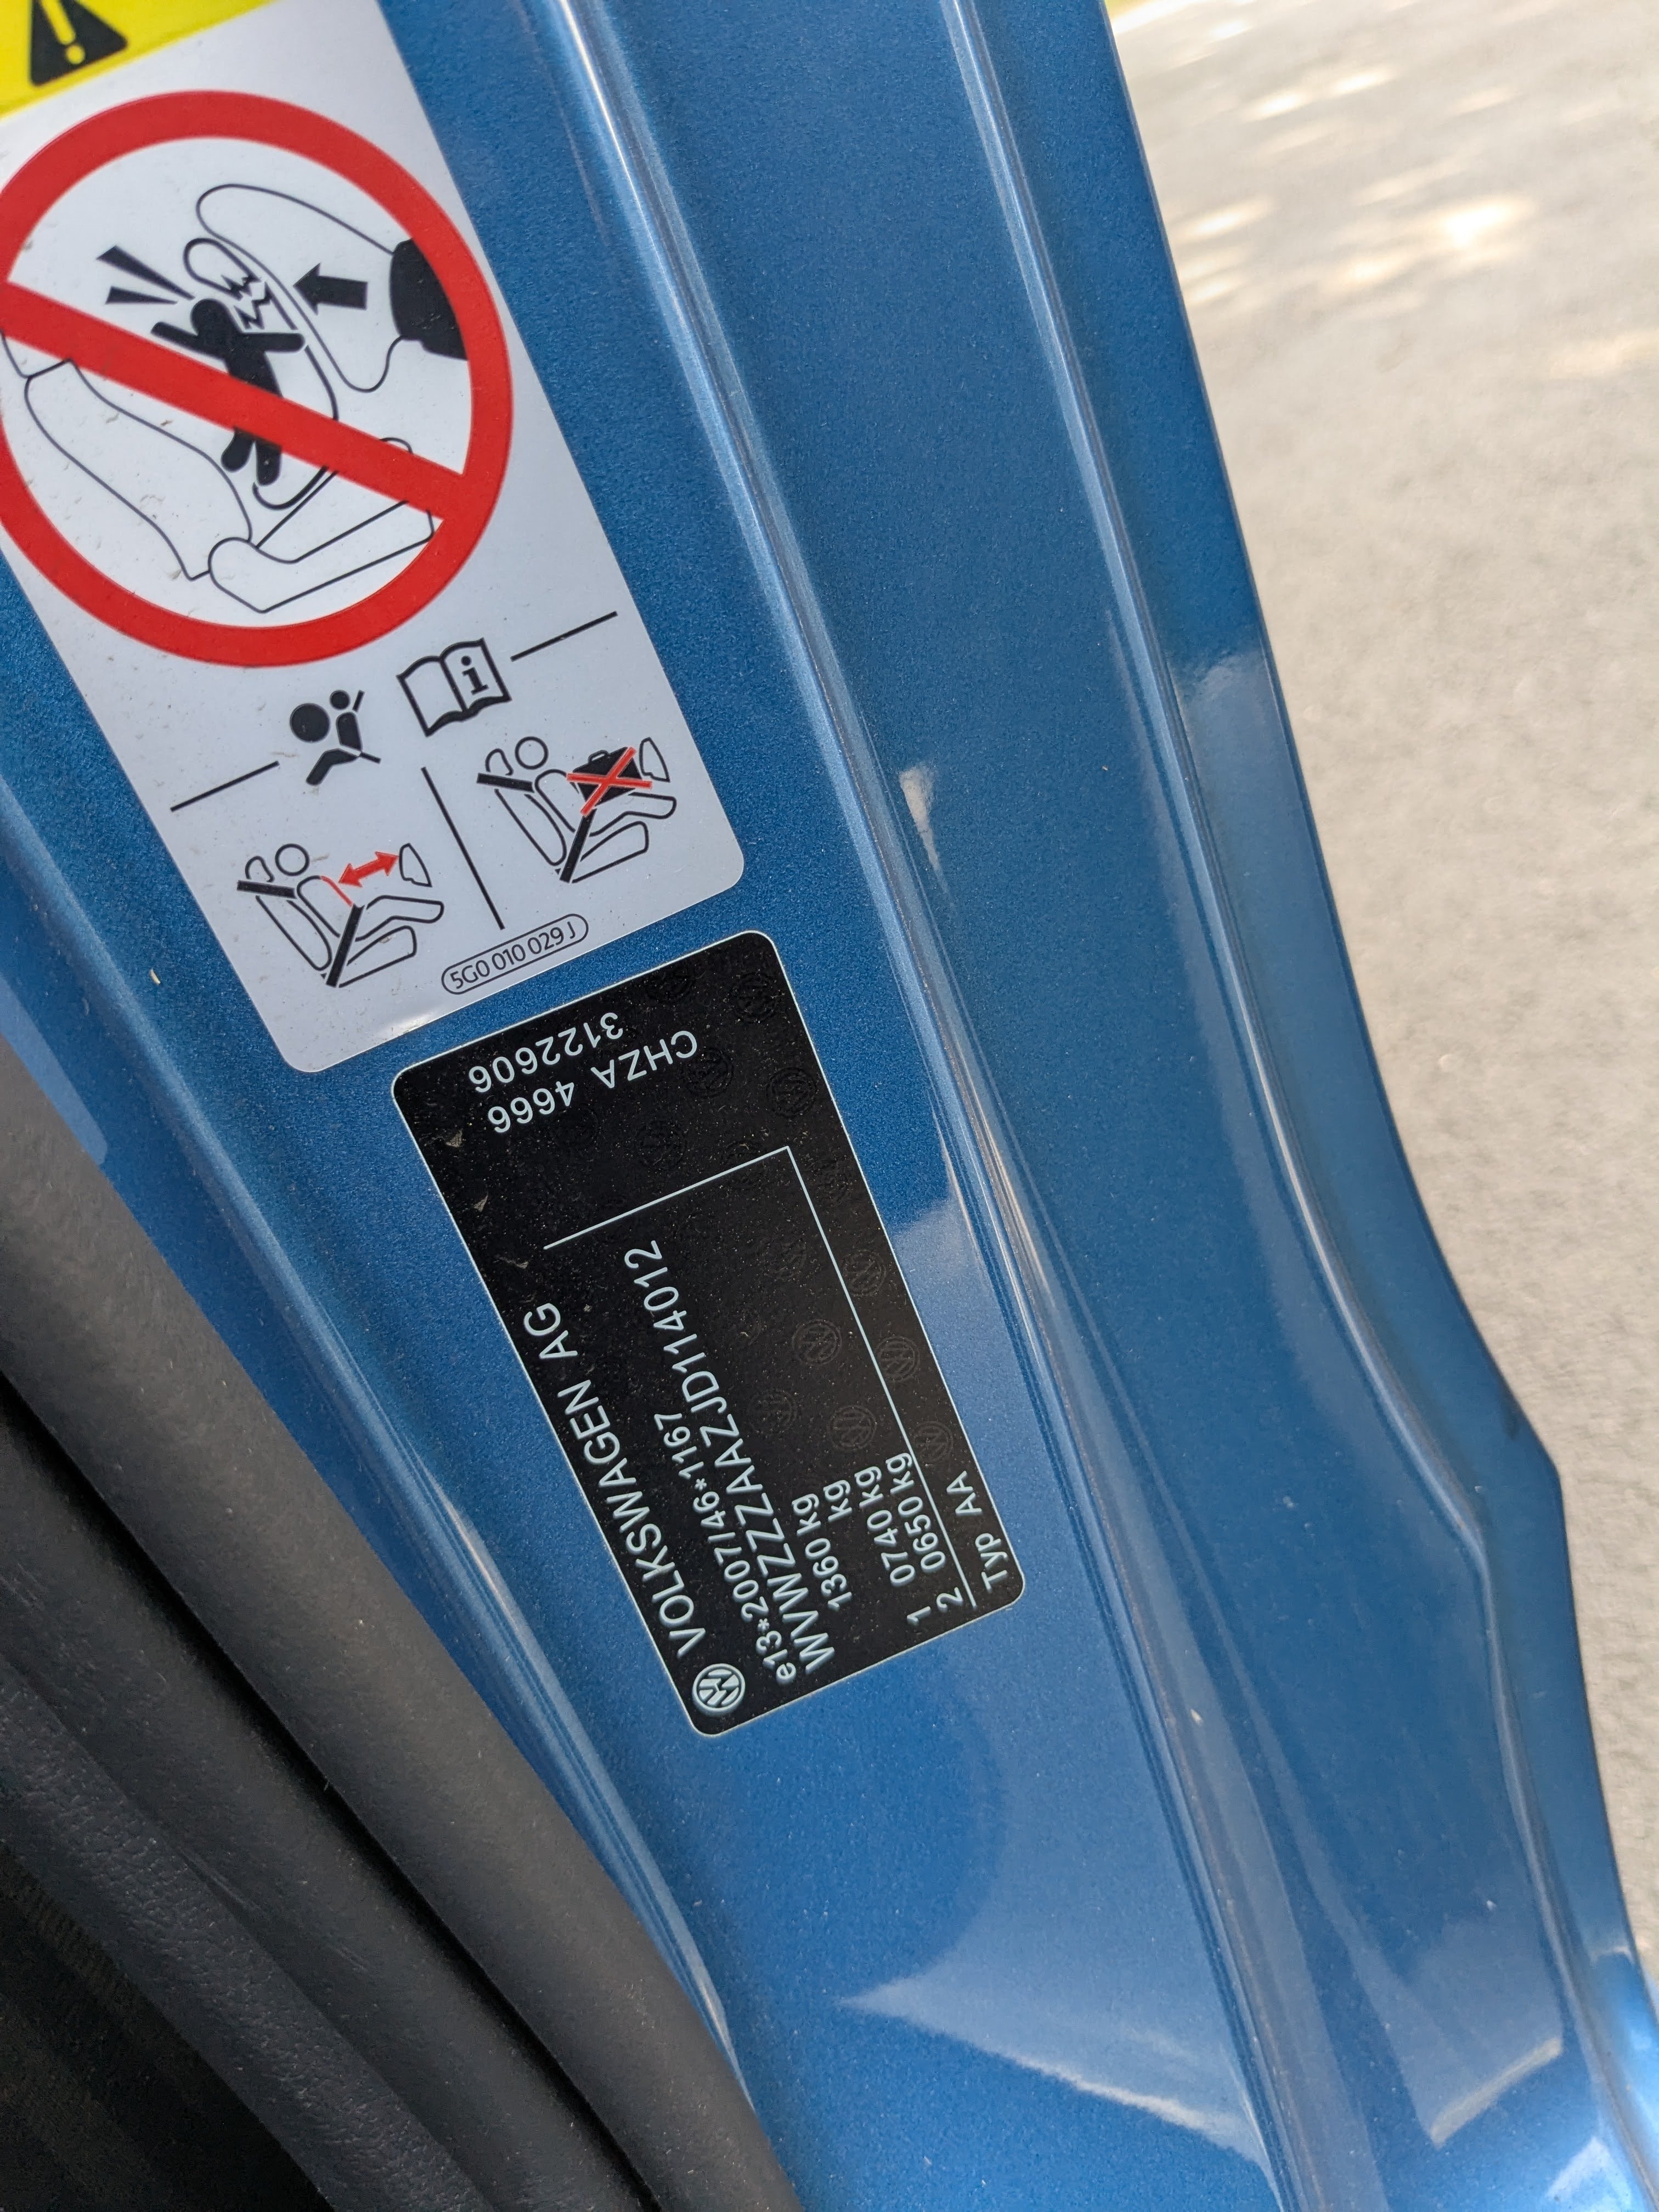 5G0 010 029 J
CHZA 4666
3122606
VOLKSWAGEN AG
e13*2007/46*1167
WVWZZZAAZJD114012
1360 kg
kg
1 0740 kg
2 0650 kg
Typ AA